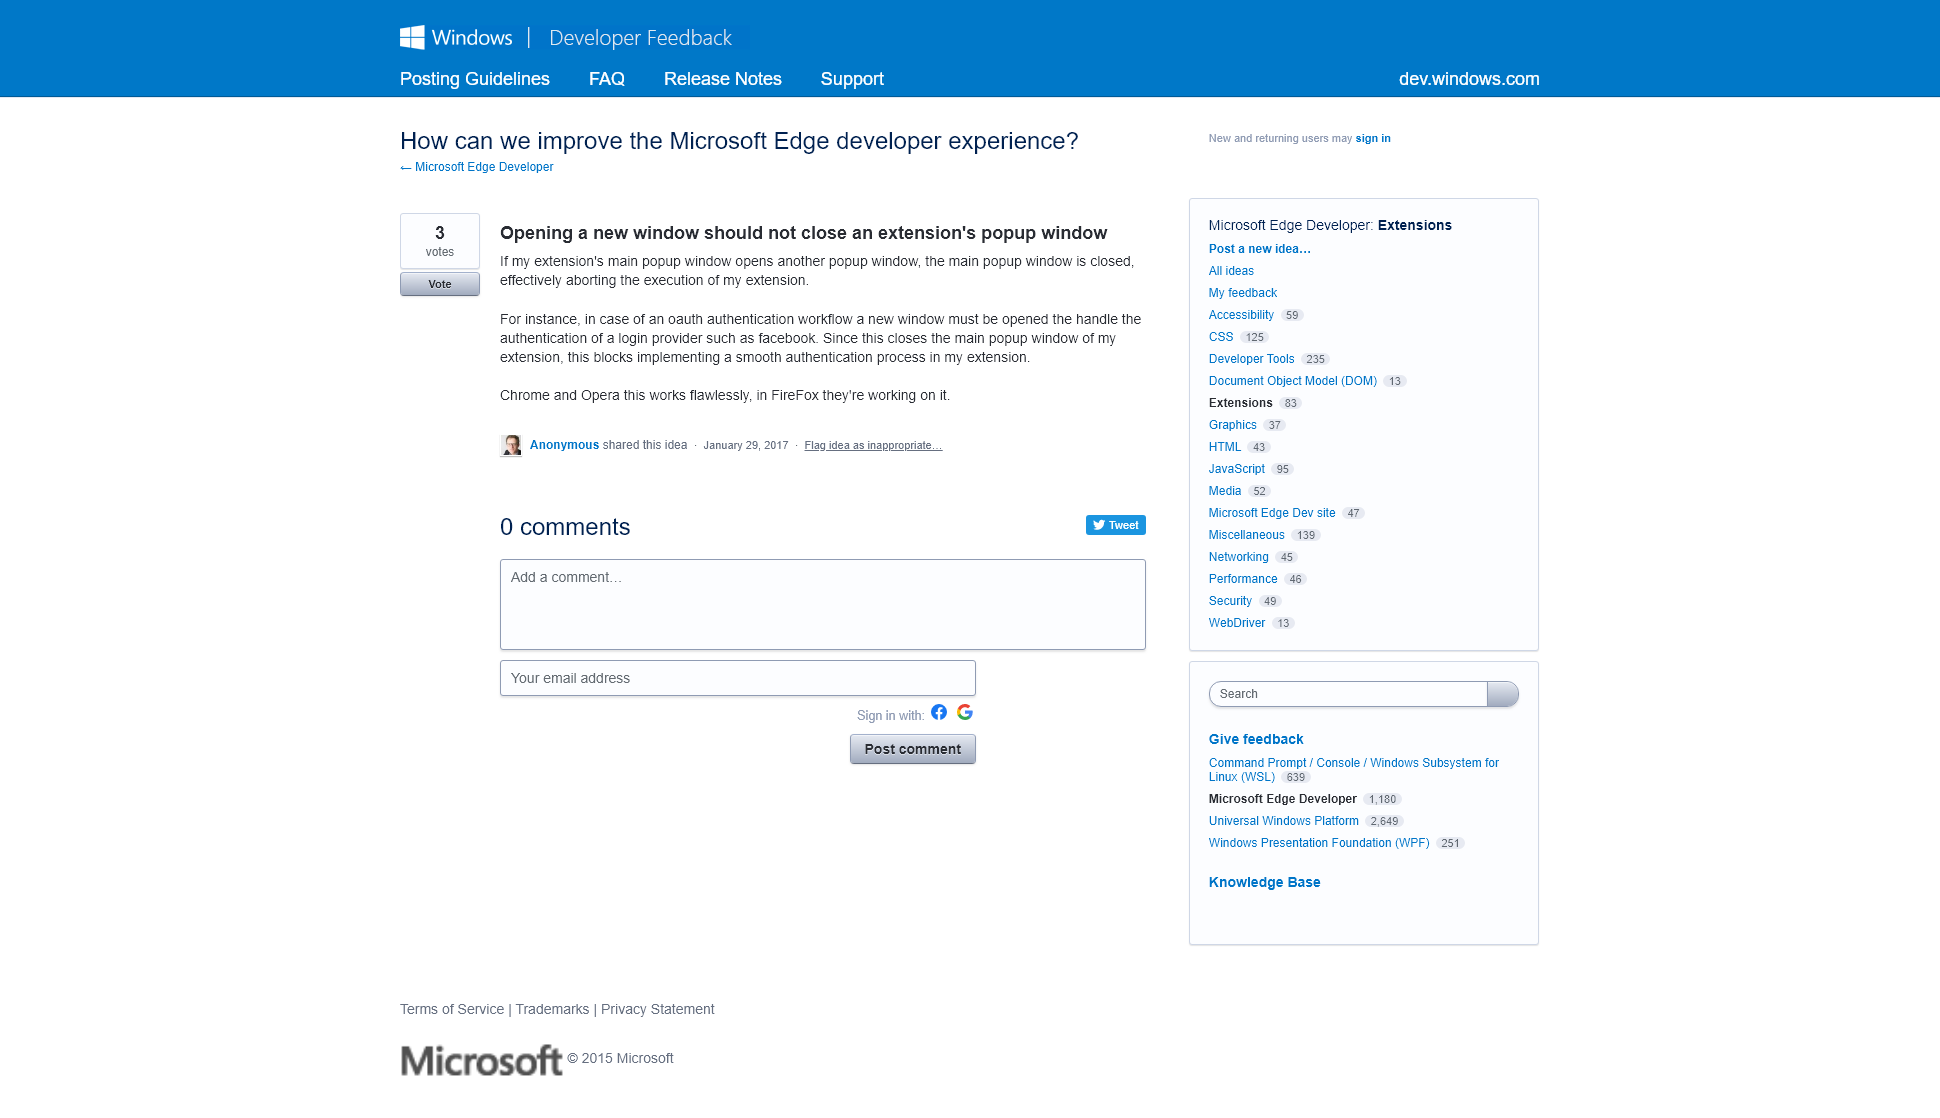 Windows | Developer Feedback
Posting Guidelines FAQ Release Notes Support dev.windows.com
How can we improve the Microsoft Edge developer experience?
← Microsoft Edge Developer
New and returning users may sign in
3
votes
Vote
Opening a new window should not close an extension's popup window
If my extension's main popup window opens another popup window, the main popup window is closed,
effectively aborting the execution of my extension.
For instance, in case of an oauth authentication workflow a new window must be opened the handle the
authentication of a login provider such as facebook. Since this closes the main popup window of my
extension, this blocks implementing a smooth authentication process in my extension.
Chrome and Opera this works flawlessly, in FireFox they're working on it.
Anonymous shared this idea · January 29, 2017 · Flag idea as inappropriate…
0 comments
Tweet
Add a comment…
Your email address
Sign in with:
Post comment
Microsoft Edge Developer: Extensions
Post a new idea…
All ideas
My feedback
Accessibility 59
CSS 125
Developer Tools 235
Document Object Model (DOM) 13
Extensions 83
Graphics 37
HTML 43
JavaScript 95
Media 52
Microsoft Edge Dev site 47
Miscellaneous 139
Networking 45
Performance 46
Security 49
WebDriver 13
Search
Give feedback
Command Prompt / Console / Windows Subsystem for
Linux (WSL) 639
Microsoft Edge Developer 1,180
Universal Windows Platform 2,649
Windows Presentation Foundation (WPF) 251
Knowledge Base
Terms of Service | Trademarks | Privacy Statement
Microsoft © 2015 Microsoft